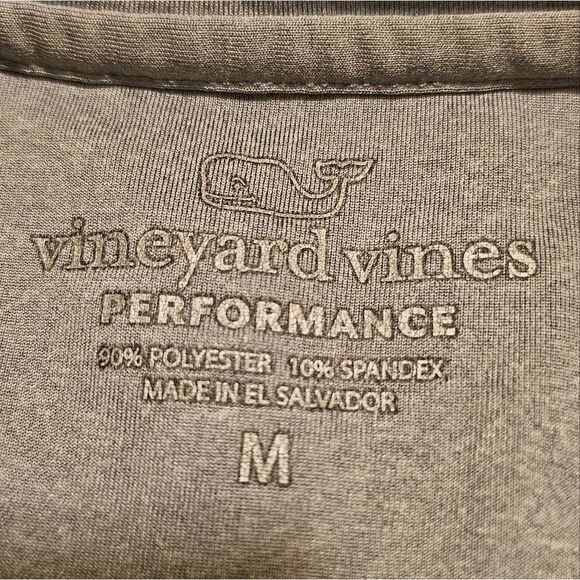 vineyard vines
PERFORMANCE
90% POLYESTER 10% SPANDEX
MADE IN EL SALVADOR
M